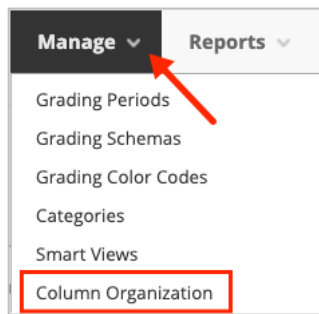 Manage Reports
Grading Periods
Grading Schemas
Grading Color Codes
Categories
Smart Views
Column Organization